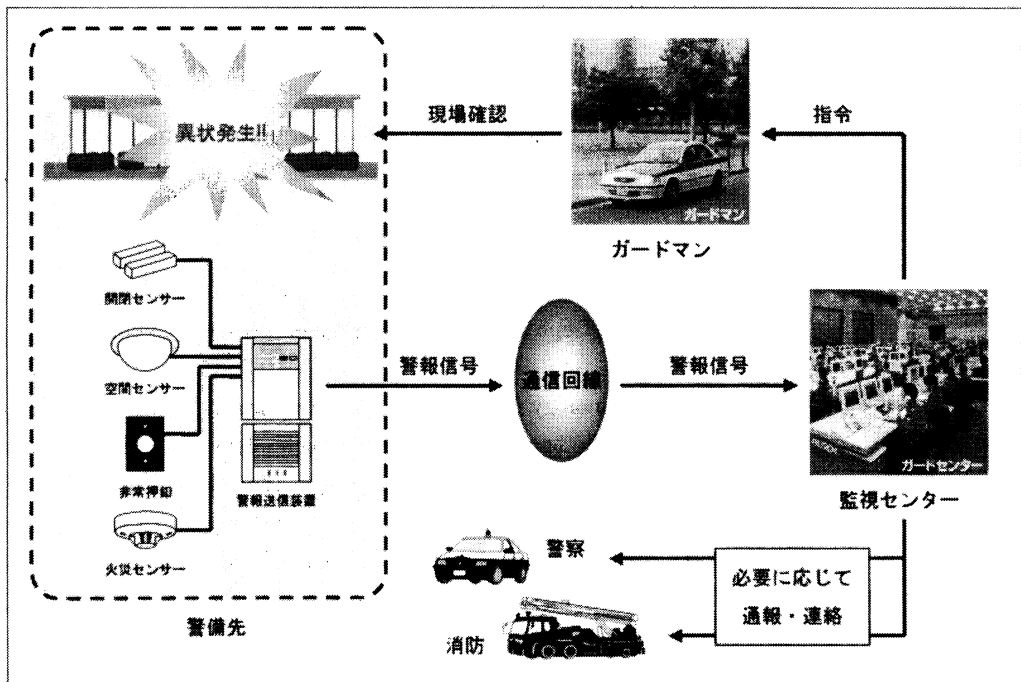 異状発生!!
現場確認
指令
ガードマン
ガードマン
開閉センサー
空間センサー
非常押釦
火災センサー
警報送信装置
警備先
警報信号
通信回線
警報信号
ガードセンター
監視センター
警察
消防
必要に応じて
通報・連絡